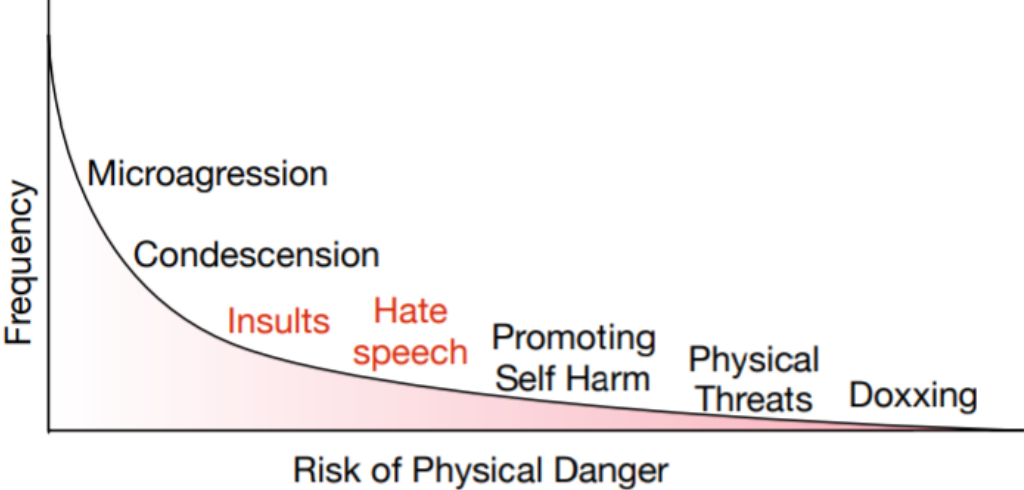 Frequency
Microagression
Condescension
Insults
Hate
speech
Promoting
Self Harm
Physical
Threats
Doxxing
Risk of Physical Danger